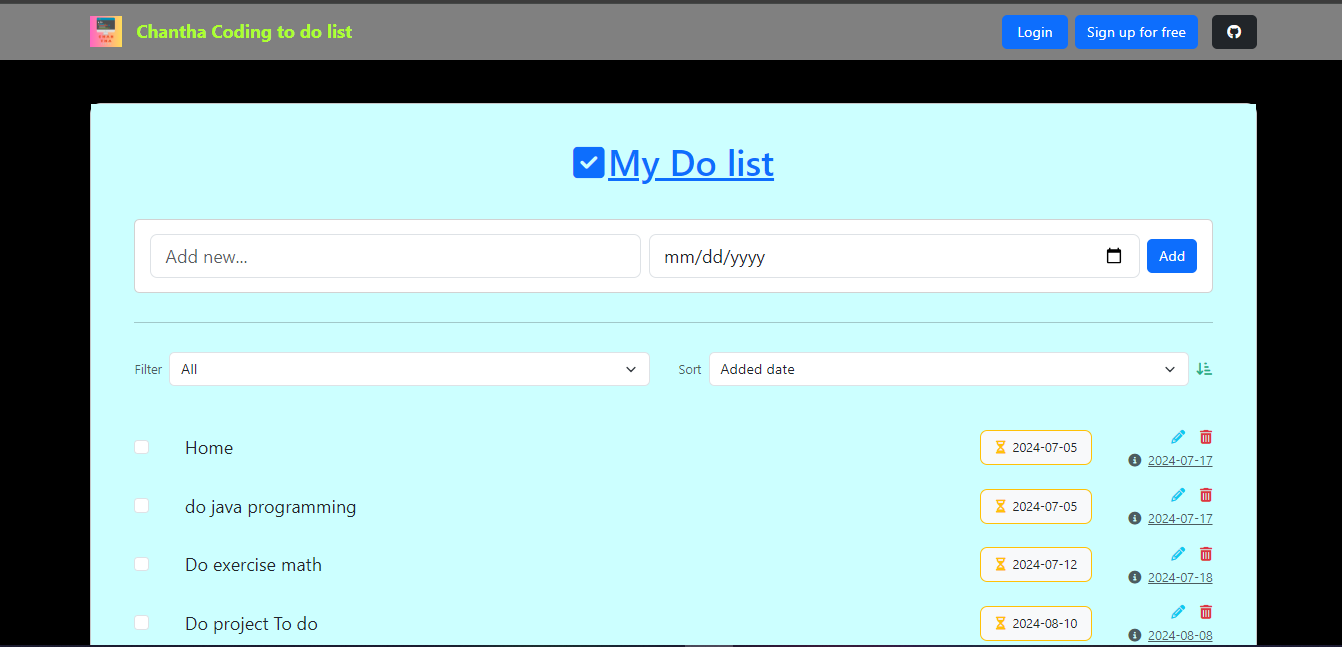 Chantha Coding to do list Login Sign up for free
My Do list
Add new... mm/dd/yyyy Add
Filter All Sort Added date
Home 2024-07-05
2024-07-17
do java programming 2024-07-05
2024-07-17
Do exercise math 2024-07-12
2024-07-18
Do project To do 2024-08-10
2024-08-08